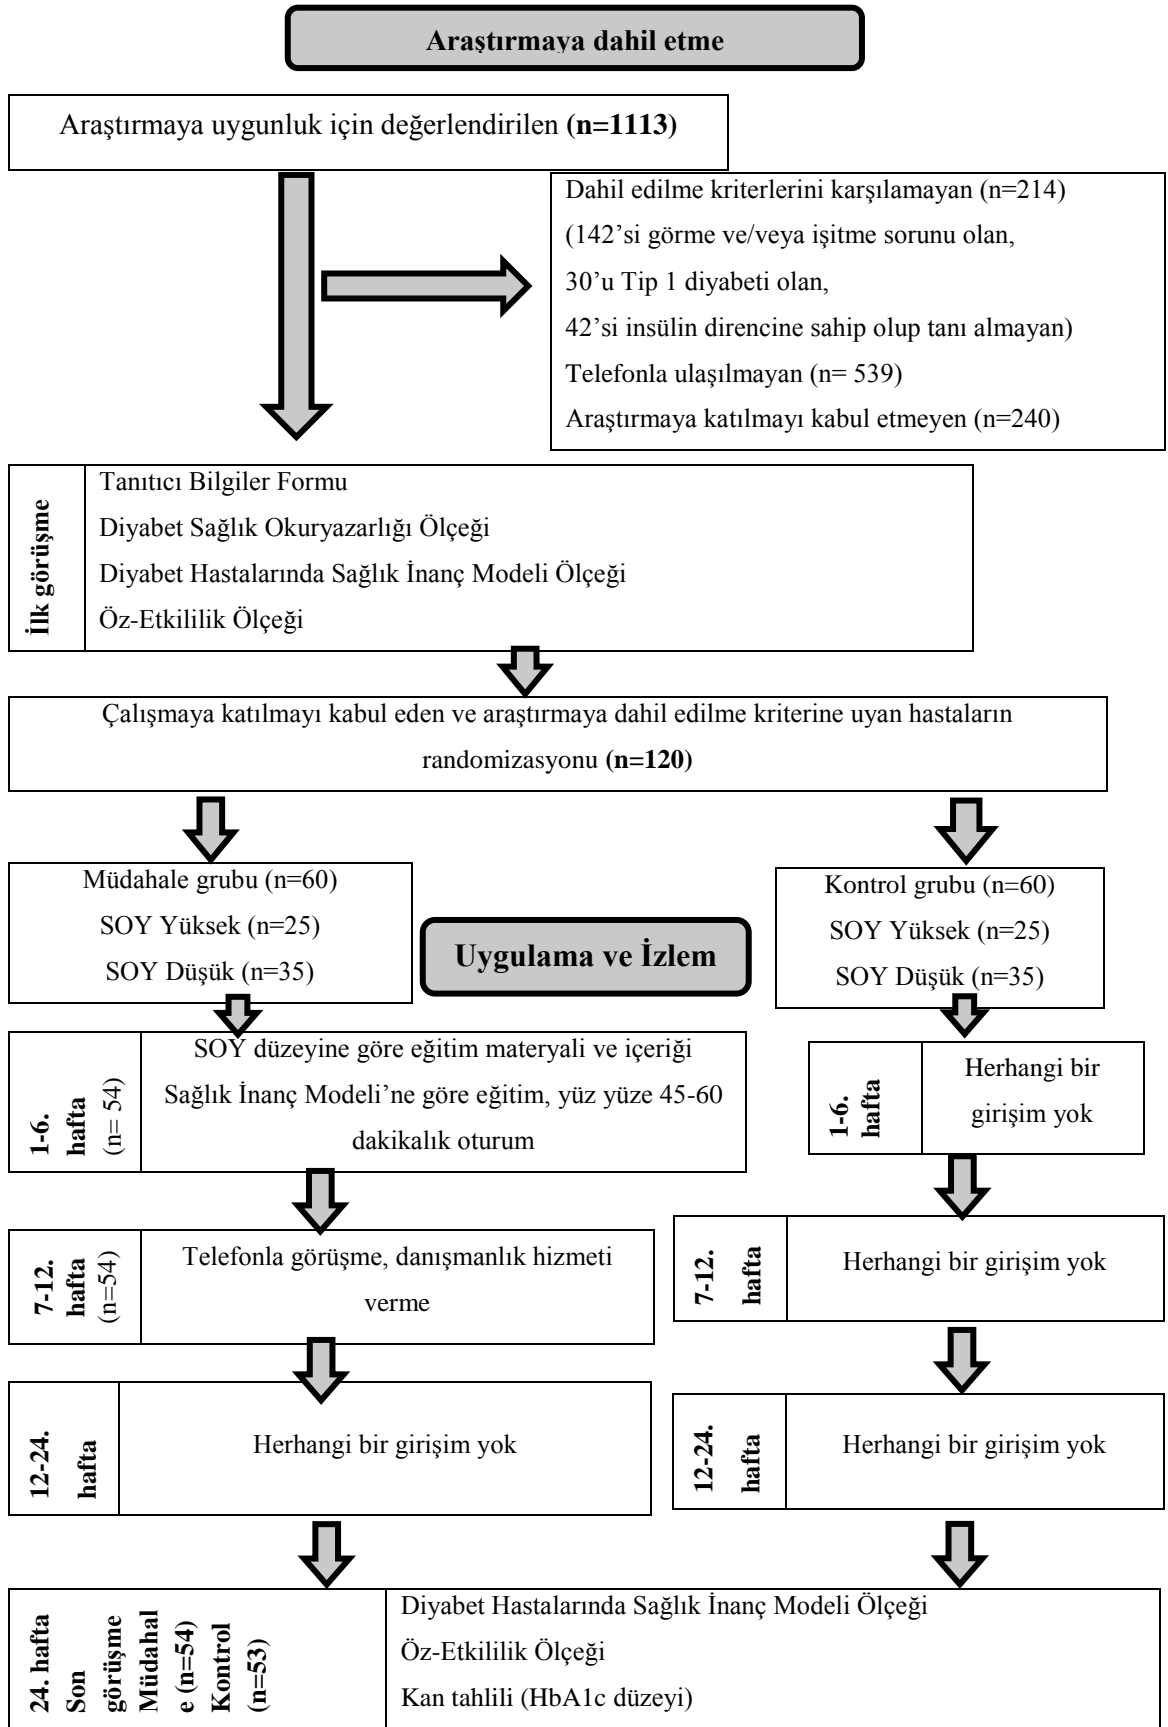 Araştırmaya dahil etme
Araştırmaya uygunluk için değerlendirilen (n=1113)
Dahil edilme kriterlerini karşılamayan (n=214)
(142’si görme ve/veya işitme sorunu olan,
30’u Tip 1 diyabeti olan,
42’si insülin direncine sahip olup tanı almayan)
Telefonla ulaşılmayan (n= 539)
Araştırmaya katılmayı kabul etmeyen (n=240)
İlk görüşme
Tanıtıcı Bilgiler Formu
Diyabet Sağlık Okuryazarlığı Ölçeği
Diyabet Hastalarında Sağlık İnanç Modeli Ölçeği
Öz-Etkililik Ölçeği
Çalışmaya katılmayı kabul eden ve araştırmaya dahil edilme kriterine uyan hastaların
randomizasyonu (n=120)
Müdahale grubu (n=60)
SOY Yüksek (n=25)
SOY Düşük (n=35)
Uygulama ve İzlem
Kontrol grubu (n=60)
SOY Yüksek (n=25)
SOY Düşük (n=35)
1-6.
hafta
(n= 54)
SOY düzeyine göre eğitim materyali ve içeriği
Sağlık İnanç Modeli’ne göre eğitim, yüz yüze 45-60
dakikalık oturum
1-6.
hafta
Herhangi bir
girişim yok
7-12.
hafta
(n=54)
Telefonla görüşme, danışmanlık hizmeti
verme
7-12.
hafta
Herhangi bir girişim yok
12-24.
hafta
Herhangi bir girişim yok
12-24.
hafta
Herhangi bir girişim yok
24. hafta
Son
görüşme
Müdahal
e (n=54)
Kontrol
(n=53)
Diyabet Hastalarında Sağlık İnanç Modeli Ölçeği
Öz-Etkililik Ölçeği
Kan tahlili (HbA1c düzeyi)